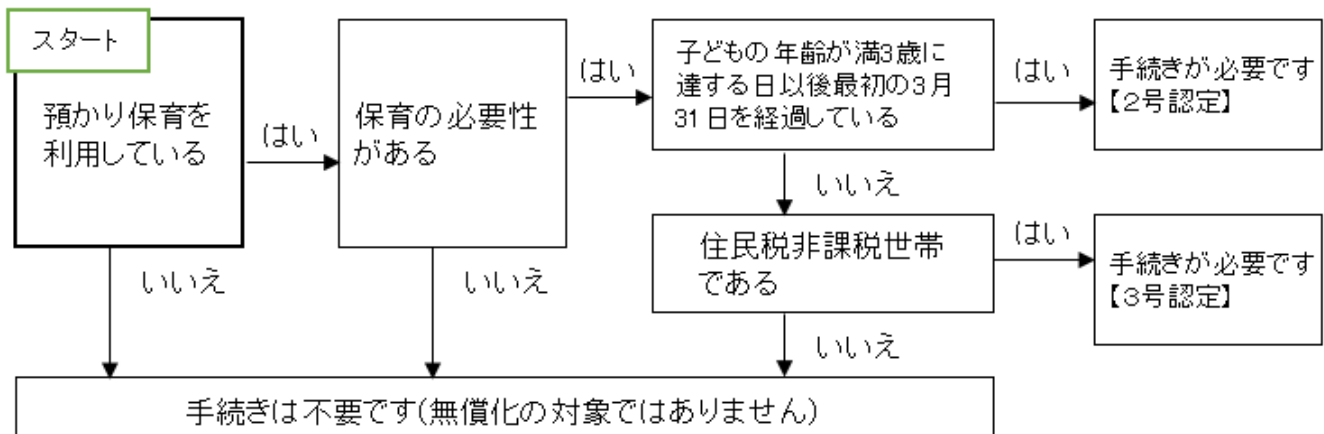 スタート
預かり保育を
利用している
はい
保育の必要性
がある
はい
子どもの年齢が満3歳に
達する日以後最初の3月
31日を経過している
はい
手続きが必要です
【2号認定】
いいえ
住民税非課税世帯
である
はい
手続きが必要です
【3号認定】
いいえ
いいえ
いいえ
手続きは不要です(無償化の対象ではありません)